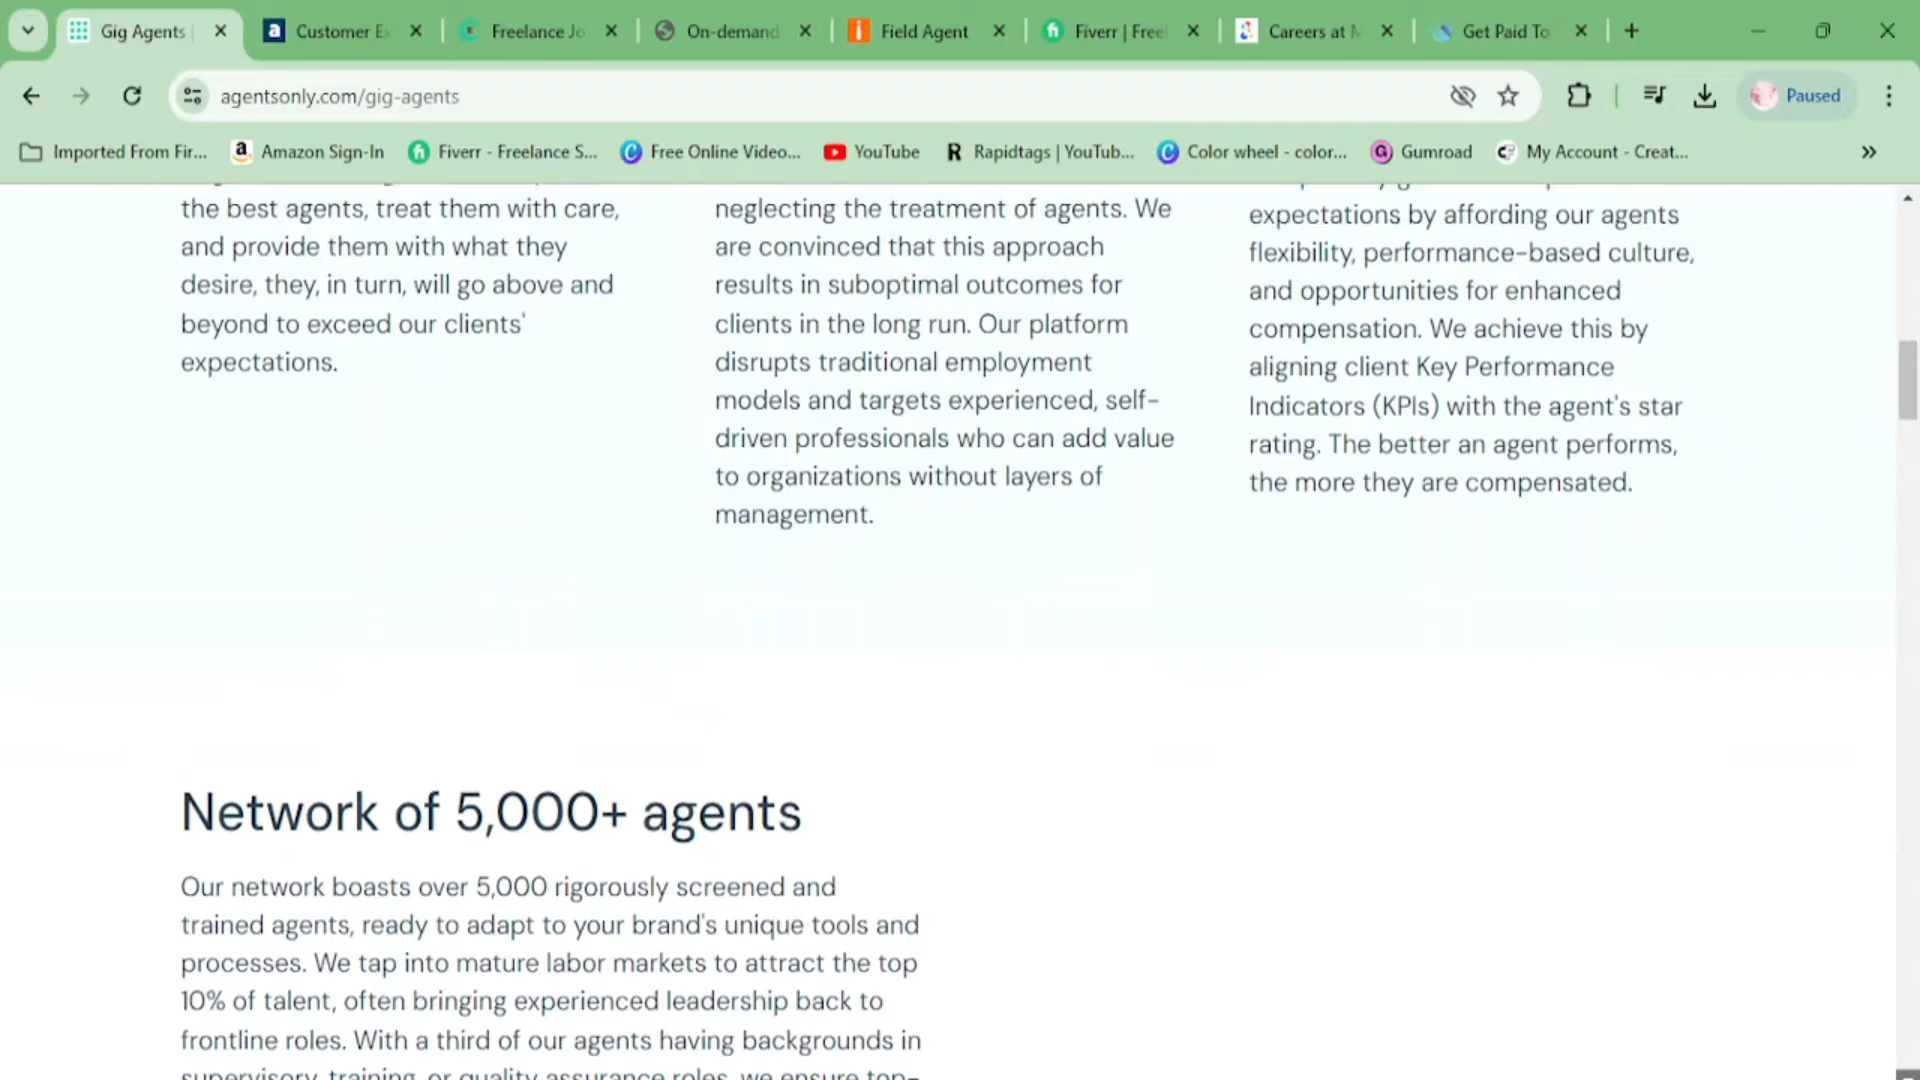 Gig Agents
Customer Ex
Freelance Jo
On-demand
Field Agent
Fiverr | Free
Careers at M
Get Paid To
agentsonly.com/gig-agents
Paused
Imported From Fir...
Amazon Sign-In
Fiverr - Freelance S...
Free Online Video...
YouTube
Rapidtags | YouTub...
Color wheel - color...
Gumroad
My Account - Creat...
the best agents, treat them with care,
and provide them with what they
desire, they, in turn, will go above and
beyond to exceed our clients'
expectations.
neglecting the treatment of agents. We
are convinced that this approach
results in suboptimal outcomes for
clients in the long run. Our platform
disrupts traditional employment
models and targets experienced, self-
driven professionals who can add value
to organizations without layers of
management.
expectations by affording our agents
flexibility, performance-based culture,
and opportunities for enhanced
compensation. We achieve this by
aligning client Key Performance
Indicators (KPIs) with the agent's star
rating. The better an agent performs,
the more they are compensated.
Network of 5,000+ agents
Our network boasts over 5,000 rigorously screened and
trained agents, ready to adapt to your brand's unique tools and
processes. We tap into mature labor markets to attract the top
10% of talent, often bringing experienced leadership back to
frontline roles. With a third of our agents having backgrounds in
supervisory, training, or quality assurance roles, we ensure top-